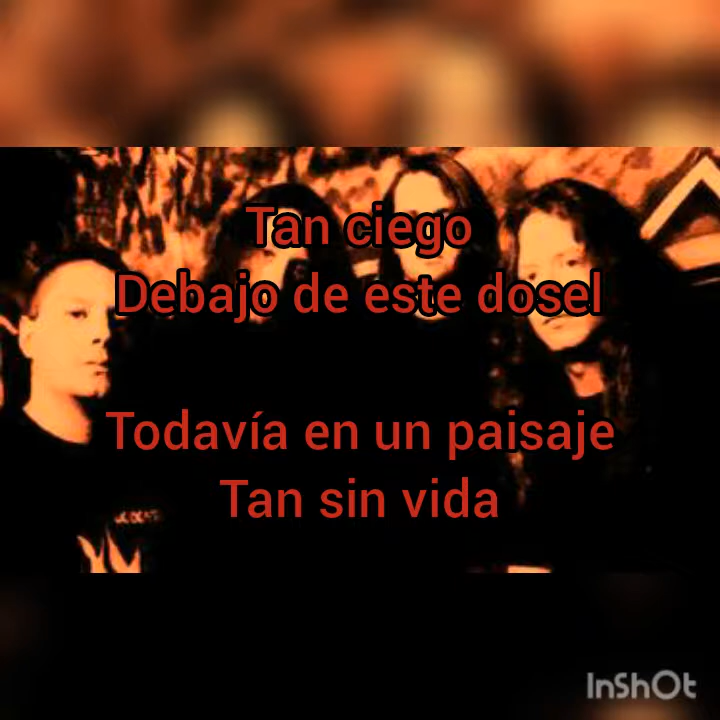 Tan ciego
Debajo de este dosel
Todavía en un paisaje
Tan sin vida
InShOt